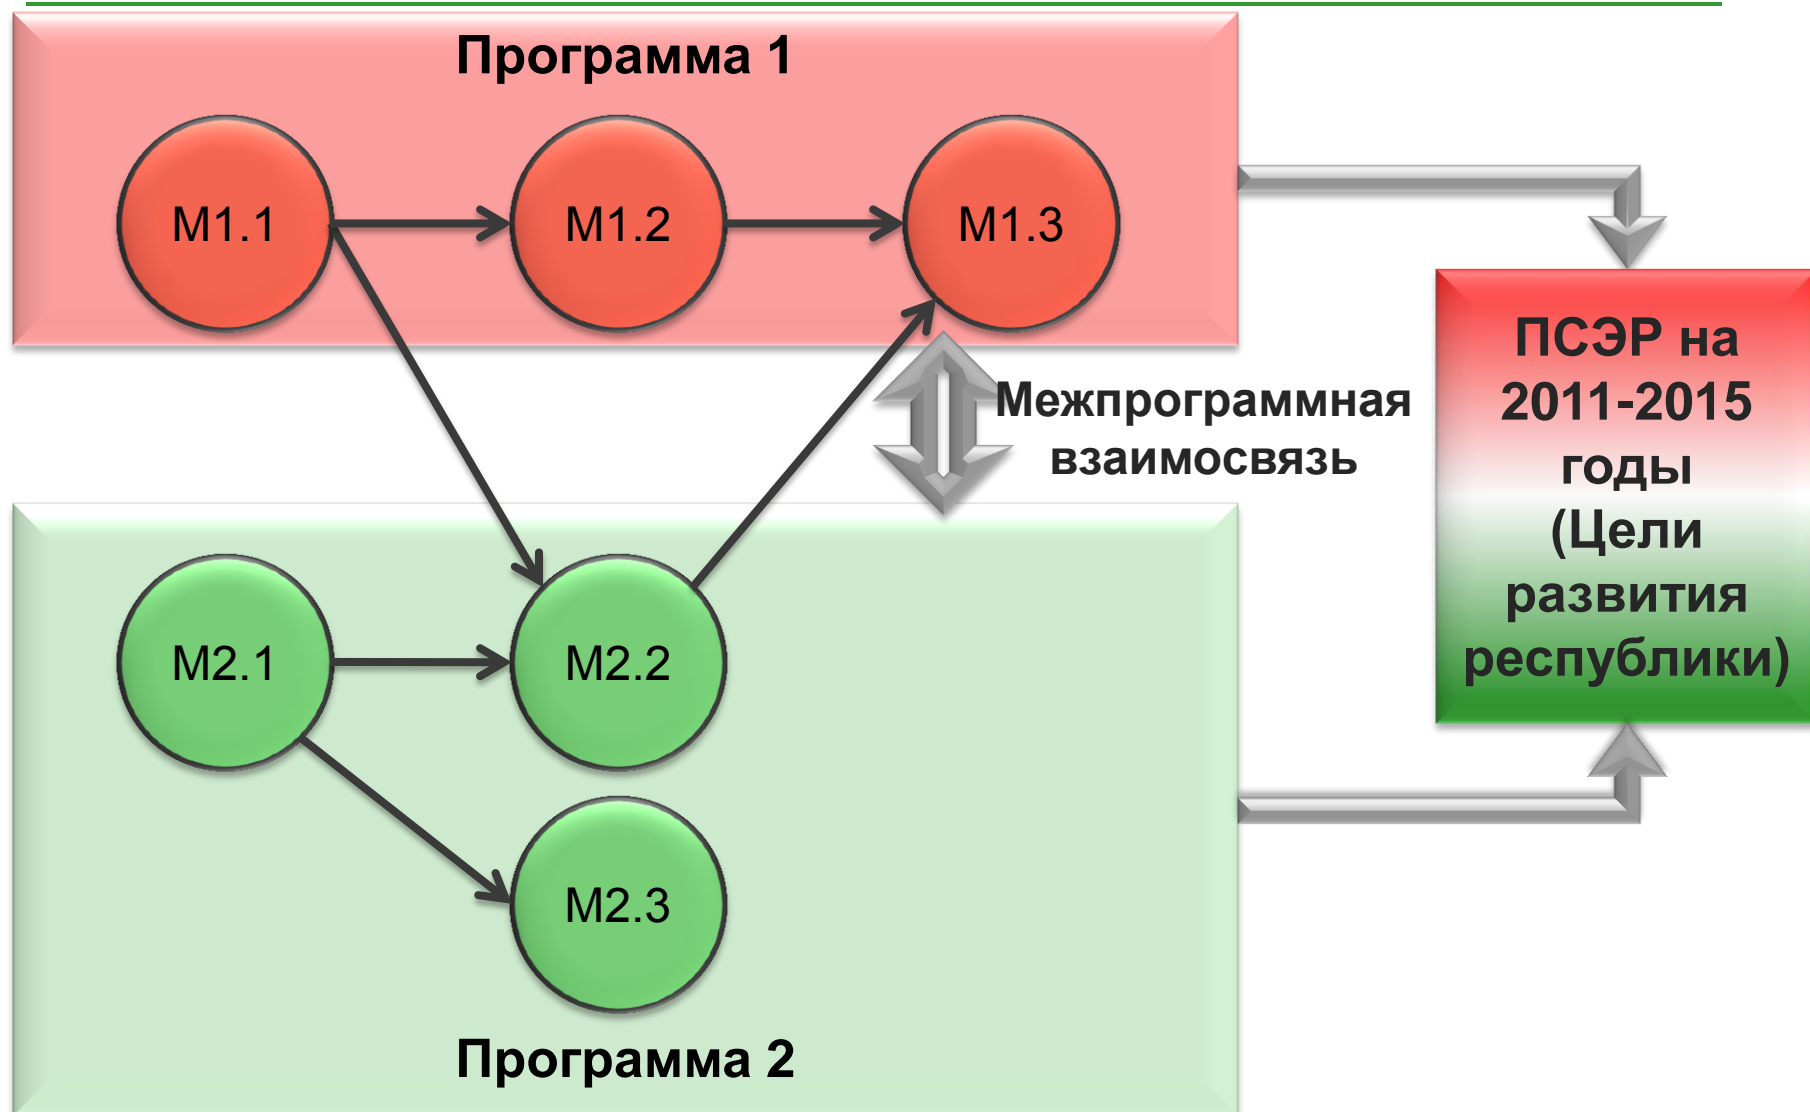 Программа 1
М1.1
М1.2
М1.3
Межпрограммная
взаимосвязь
ПСЭР на
2011-2015
годы
(Цели
развития
республики)
М2.1
М2.2
М2.3
Программа 2